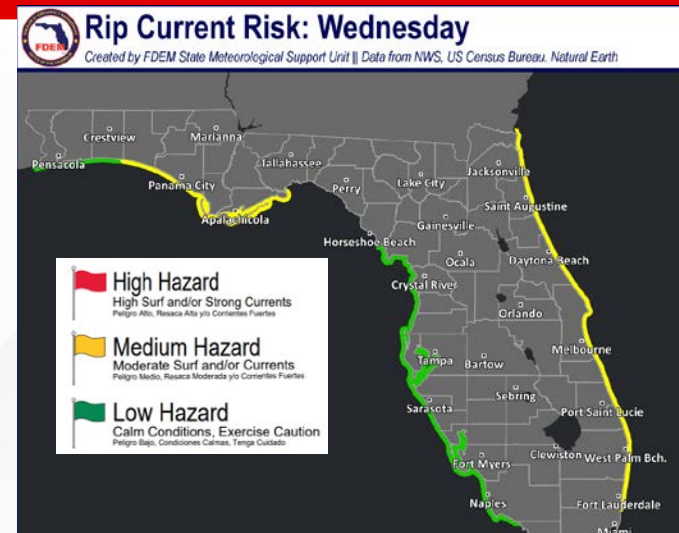 FDEM
Rip Current Risk: Wednesday
Created by FDEM State Meteorological Support Unit || Data from NWS, US Census Bureau, Natural Earth
Crestview
Marianna
Pensacola
Tallahassee
Jacksonville
Panama City
Perry
Lake City
Apalachicola
Saint Augustine
Gainesville
Horseshoe Beach
Ocala
Daytona Beach
Crystal River
Orlando
Tampa
Bartow
Melbourne
Sebring
Sarasota
Port Saint Lucie
Clewiston
West Palm Bch.
Fort Myers
Naples
Fort Lauderdale
Miami
High Hazard
High Surf and/or Strong Currents
Peligro Alto, Resaca Alta y/o Corrientes Fuertes
Medium Hazard
Moderate Surf and/or Currents
Peligro Medio, Resaca Moderada y/o Corrientes Fuertes
Low Hazard
Calm Conditions, Exercise Caution
Peligro Bajo, Condiciones Calmas, Tenga Cuidado